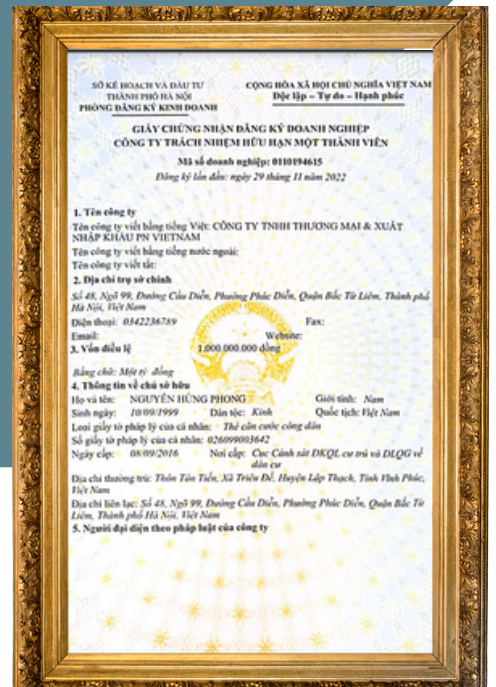 SỞ KẾ HOẠCH VÀ ĐẦU TƯ
THÀNH PHỐ HÀ NỘI
PHÒNG ĐĂNG KÝ KINH DOANH
CỘNG HÒA XÃ HỘI CHỦ NGHĨA VIỆT NAM
Độc lập – Tự do – Hạnh phúc
GIẤY CHỨNG NHẬN ĐĂNG KÝ DOANH NGHIỆP
CÔNG TY TRÁCH NHIỆM HỮU HẠN MỘT THÀNH VIÊN
Mã số doanh nghiệp: 0110194615
Đăng ký lần đầu: ngày 29 tháng 11 năm 2022
1. Tên công ty
Tên công ty viết bằng tiếng Việt: CÔNG TY TNHH THƯƠNG MẠI & XUẤT
NHẬP KHẨU PN VIETNAM
Tên công ty viết bằng tiếng nước ngoài:
Tên công ty viết tắt:
2. Địa chỉ trụ sở chính
Số 48, Ngõ 99, Đường Cầu Diễn, Phường Phúc Diễn, Quận Bắc Từ Liêm, Thành phố
Hà Nội, Việt Nam
Điện thoại: 0342236789 Fax:
Email: Website:
3. Vốn điều lệ 1.000.000.000 đồng
Bằng chữ: Một tỷ đồng
4. Thông tin về chủ sở hữu
Họ và tên: NGUYỄN HÙNG PHONG Giới tính: Nam
Sinh ngày: 10/09/1999 Dân tộc: Kinh Quốc tịch: Việt Nam
Loại giấy tờ pháp lý của cá nhân: Thẻ căn cước công dân
Số giấy tờ pháp lý của cá nhân: 026099003642
Ngày cấp: 08/09/2016 Nơi cấp: Cục Cảnh sát ĐKQL cư trú và DLQG về
dân cư
Địa chỉ thường trú: Thôn Tân Tiến, Xã Triệu Đề, Huyện Lập Thạch, Tỉnh Vĩnh Phúc,
Việt Nam
Địa chỉ liên lạc: Số 48, Ngõ 99, Đường Cầu Diễn, Phường Phúc Diễn, Quận Bắc Từ
Liêm, Thành phố Hà Nội, Việt Nam
5. Người đại diện theo pháp luật của công ty